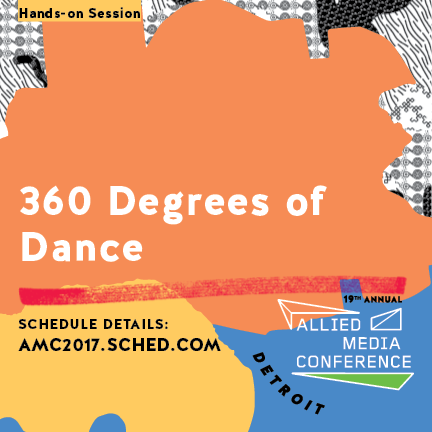 Hands-on Session
360 Degrees of
Dance
SCHEDULE DETAILS:
AMC2017.SCHED.COM
19TH ANNUAL
ALLIED
MEDIA
CONFERENCE
DETROIT